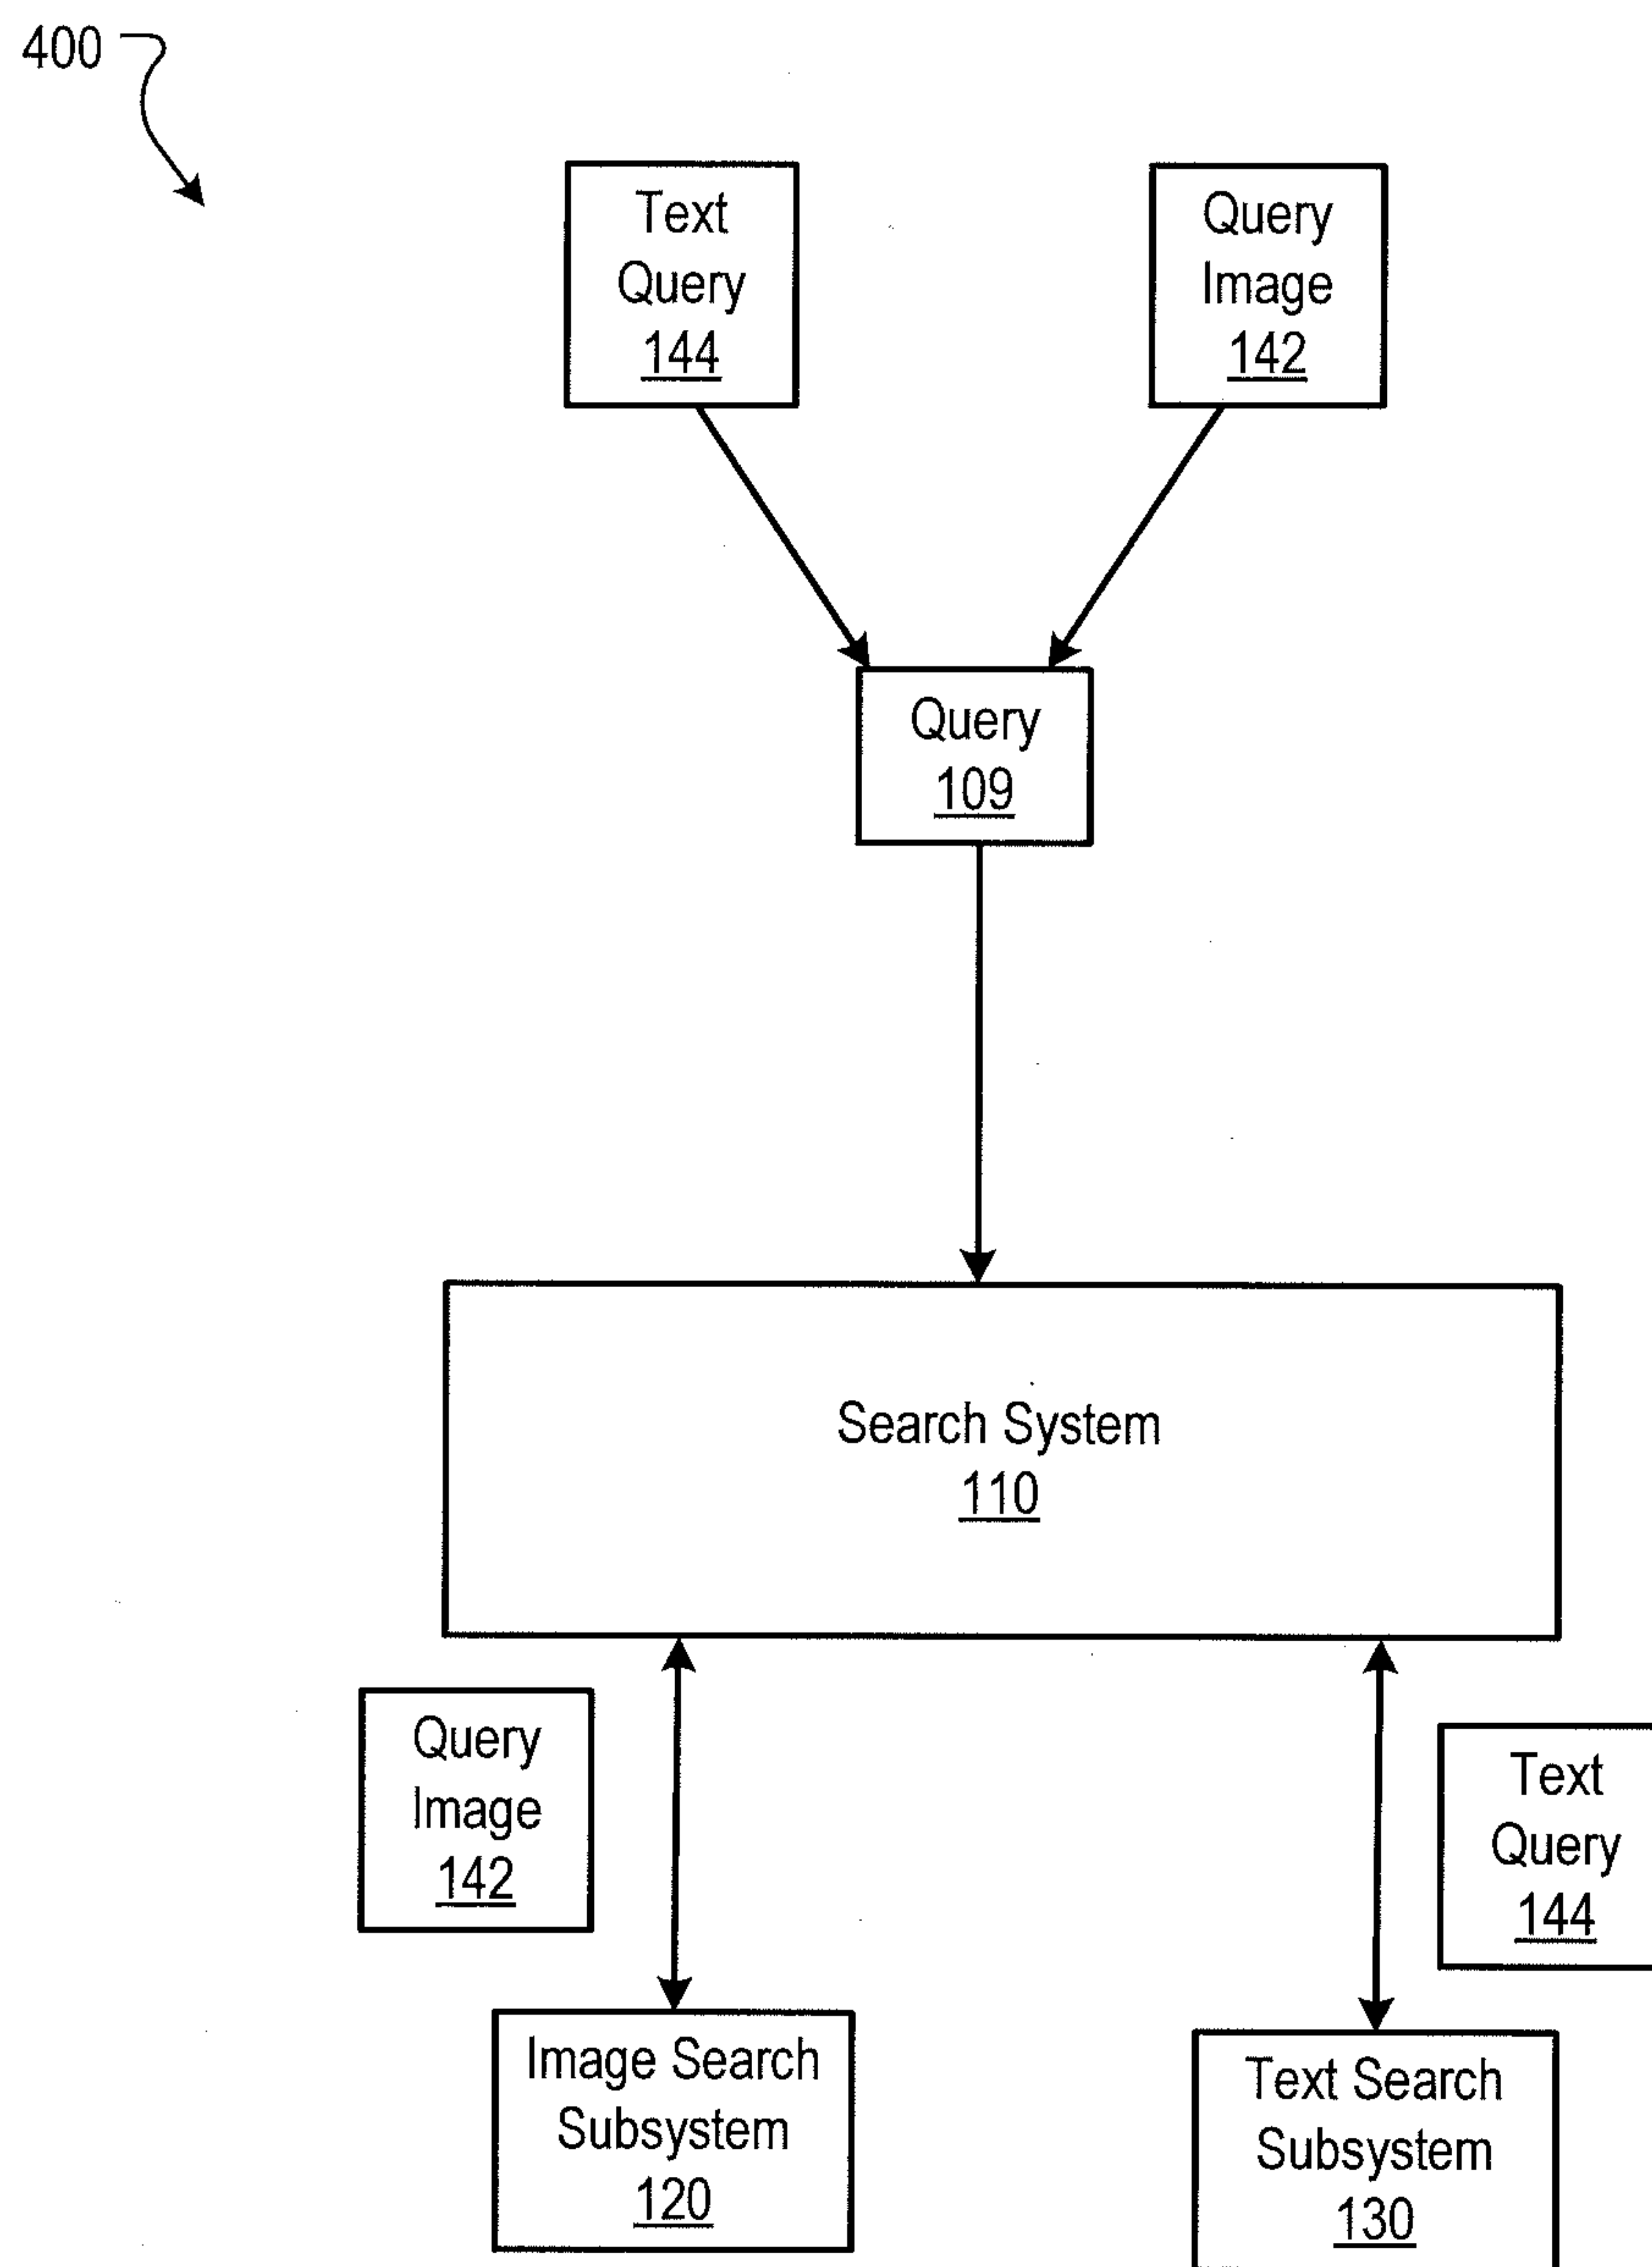 400
Text
Query
144
Query
Image
142
Query
109
Search System
110
Query
Image
142
Text
Query
144
Image Search
Subsystem
120
Text Search
Subsystem
130